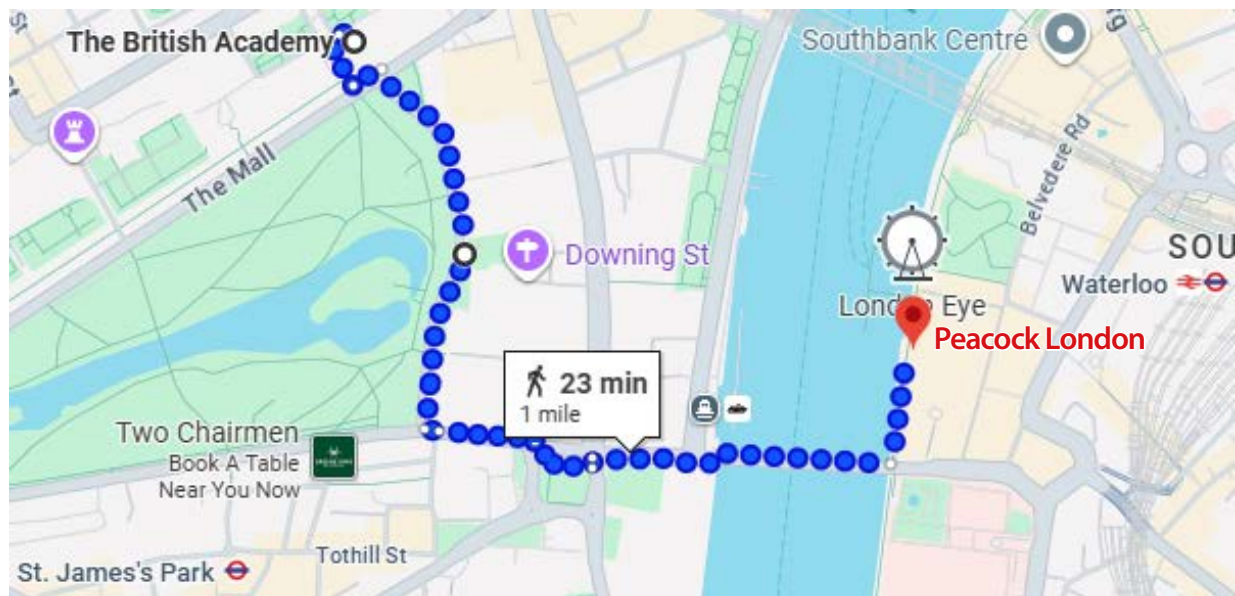 The British Academy
Southbank Centre
The Mall
Belvedere Rd
Downing St
SOU
Waterloo
London Eye
Peacock London
23 min
1 mile
Two Chairmen
Book A Table
Near You Now
Tothill St
St. James's Park